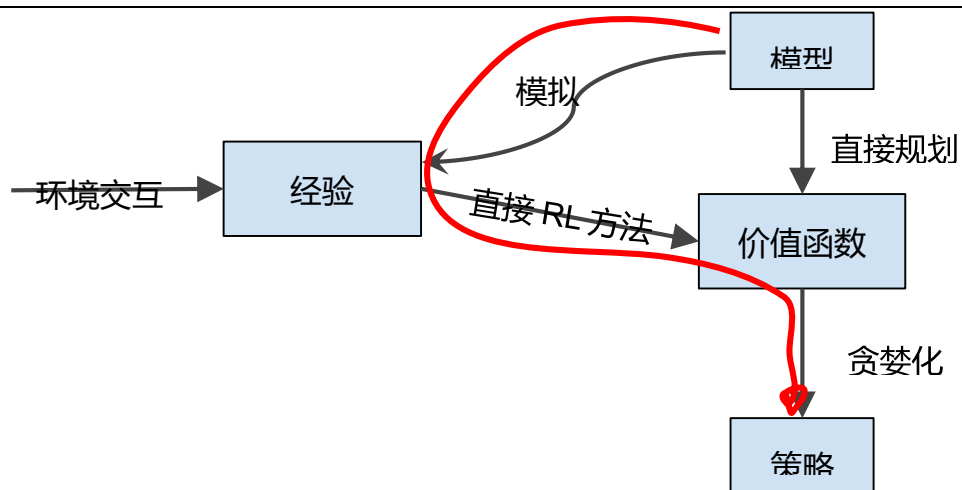 模型
模拟
直接规划
环境交互
经验
直接 RL 方法
价值函数
贪婪化
策略